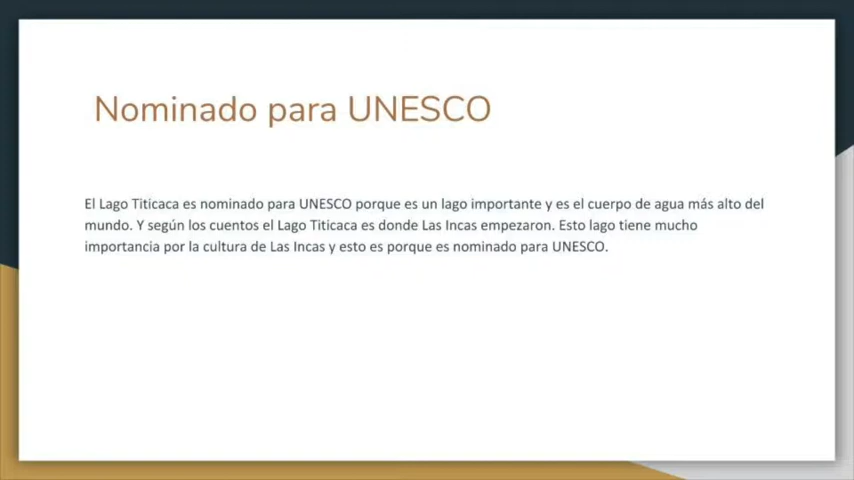 Nominado para UNESCO
El Lago Titicaca es nominado para UNESCO porque es un lago importante y es el cuerpo de agua más alto del
mundo. Y según los cuentos el Lago Titicaca es donde Las Incas empezaron. Esto lago tiene mucho
importancia por la cultura de Las Incas y esto es porque es nominado para UNESCO.